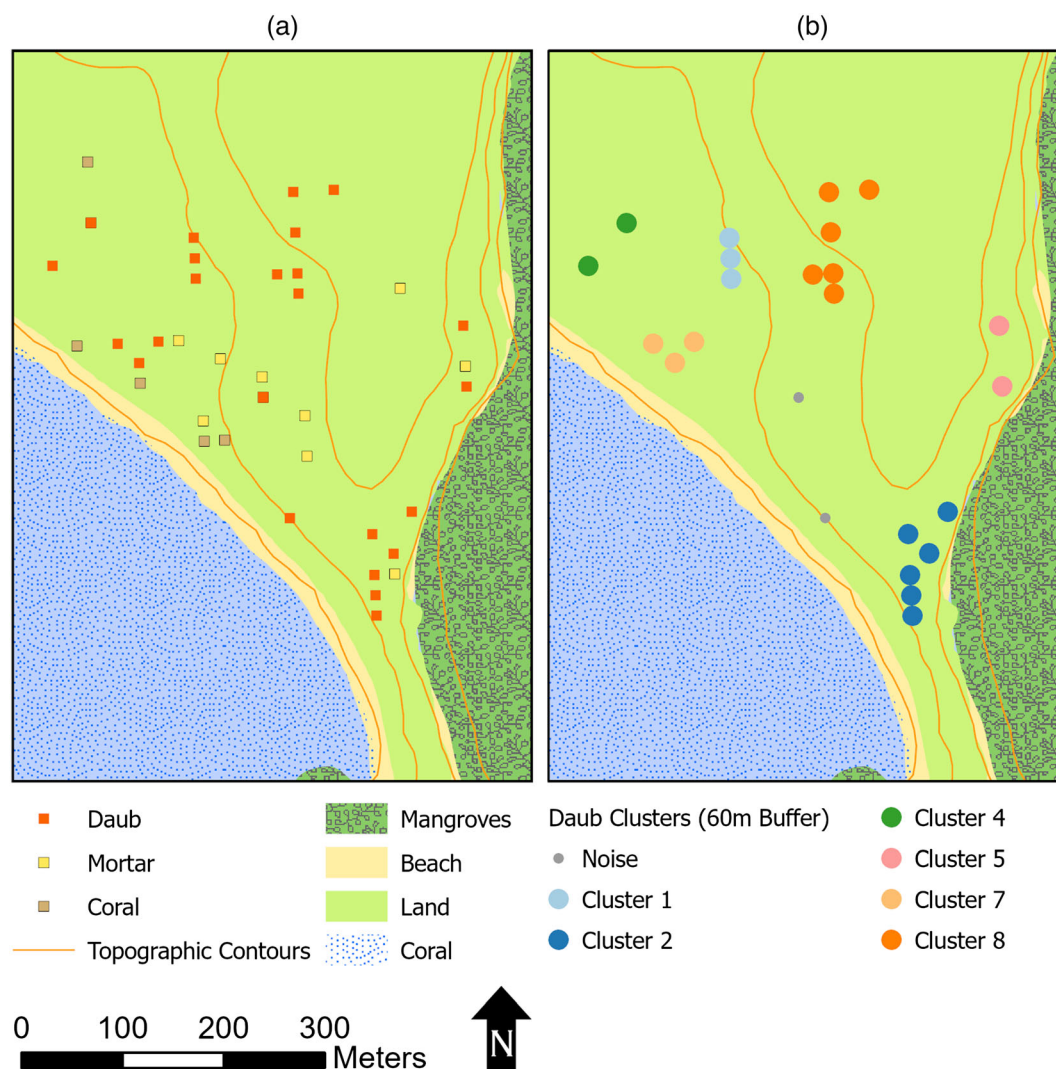 (a)
(b)
Daub
Mortar
Coral
Topographic Contours
Mangroves
Beach
Land
Coral
Daub Clusters (60m Buffer)
Noise
Cluster 1
Cluster 2
Cluster 4
Cluster 5
Cluster 7
Cluster 8
0 100 200 300
Meters
N